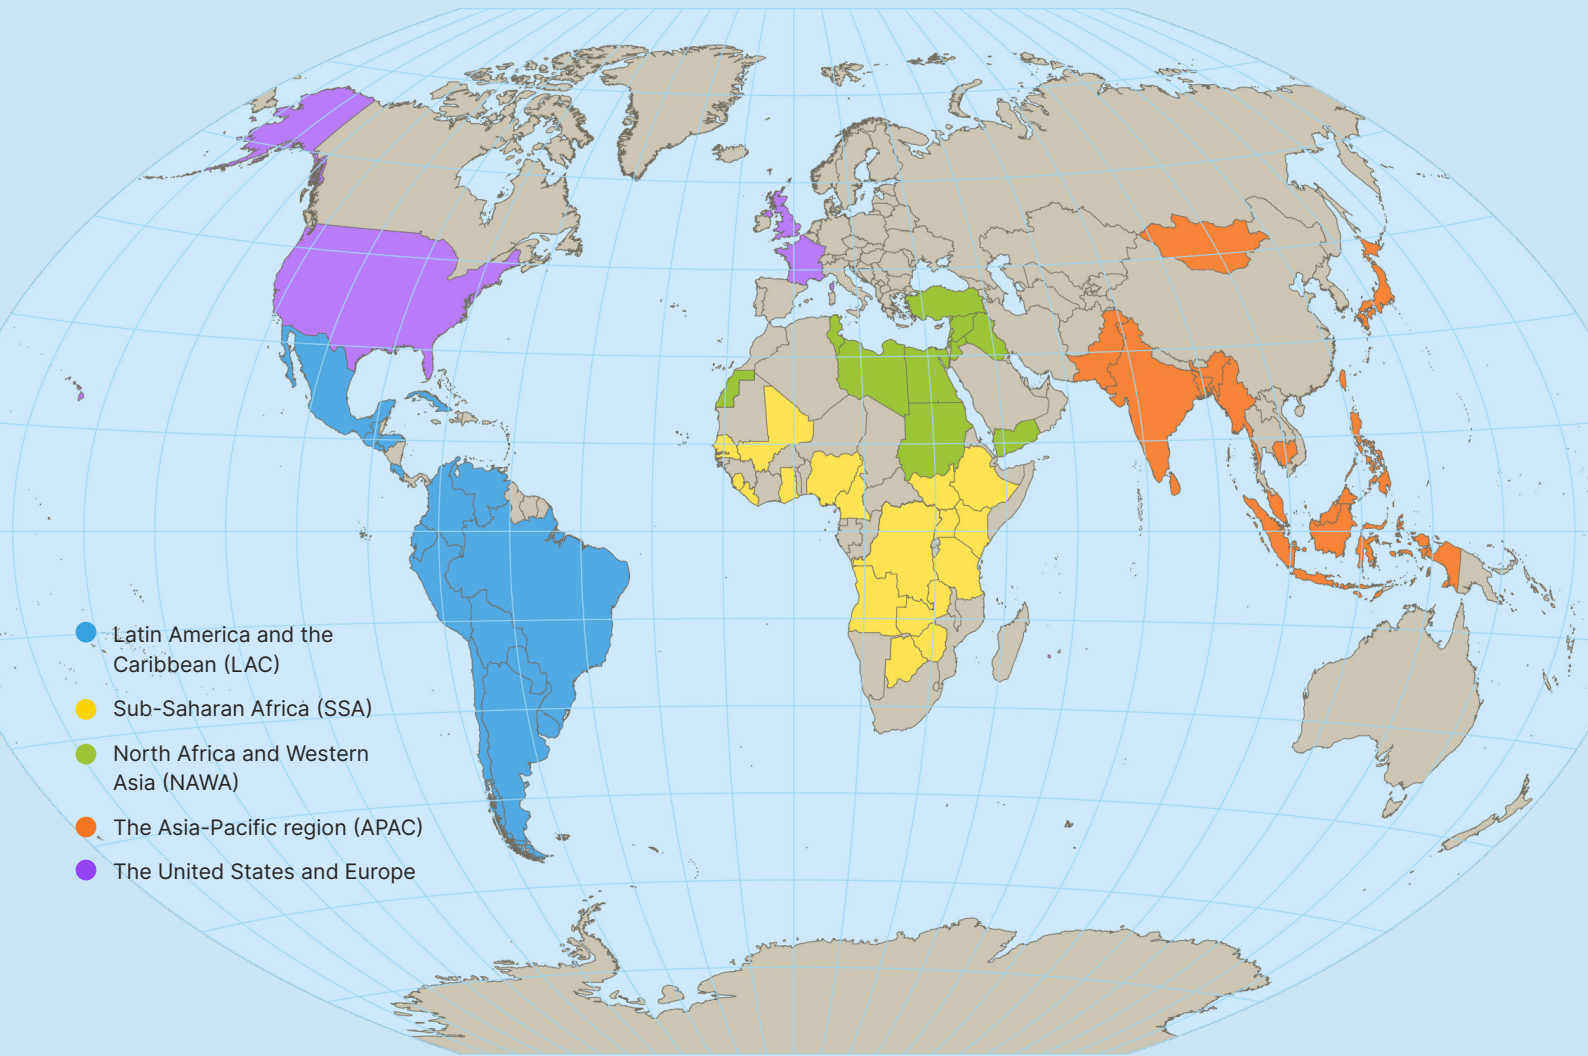 Latin America and the
Caribbean (LAC)
Sub-Saharan Africa (SSA)
North Africa and Western
Asia (NAWA)
The Asia-Pacific region (APAC)
The United States and Europe